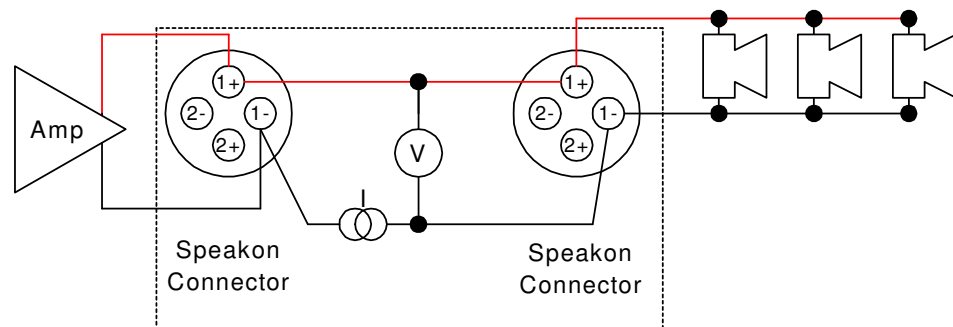 1+
1+
2-
1-
2-
1-
Amp
2+
2+
V
I
Speakon
Connector
Speakon
Connector